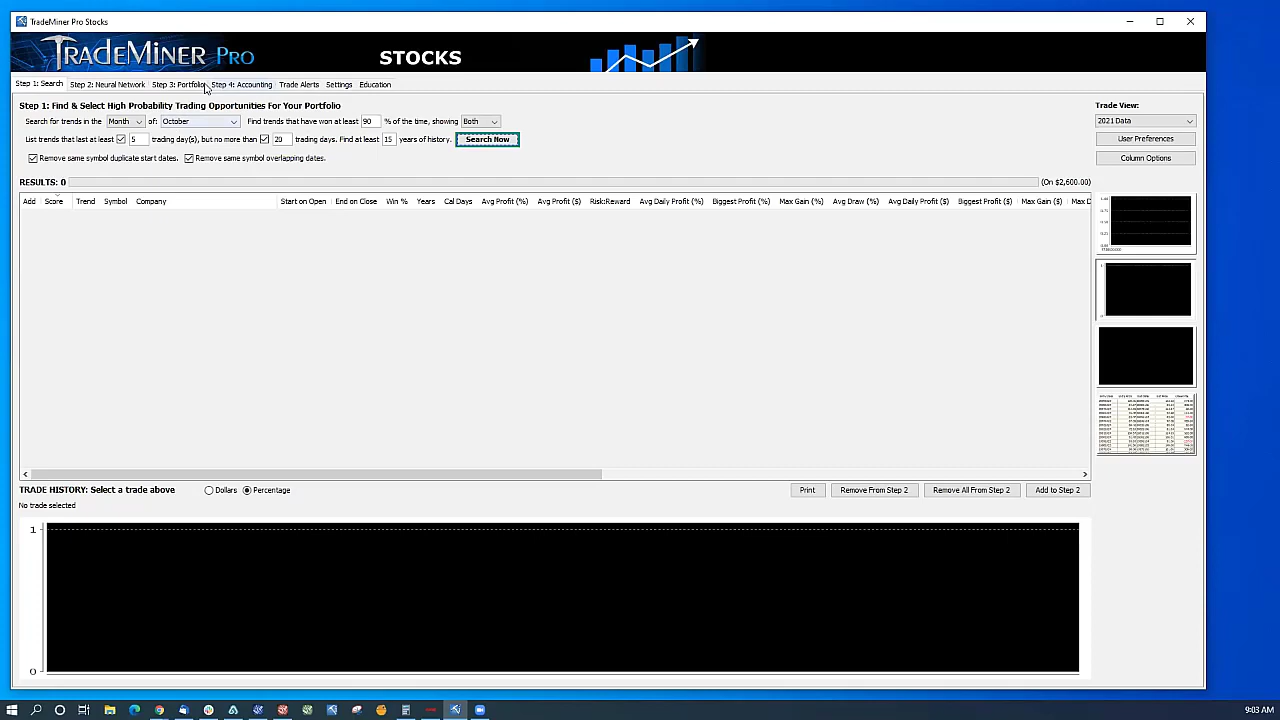 TradeMiner Pro Stocks
TRADEMINER PRO
STOCKS
Step 1: Search
Step 2: Neural Network
Step 3: Portfolio
Step 4: Accounting
Trade Alerts
Settings
Education
Step 1: Find & Select High Probability Trading Opportunities For Your Portfolio
Search for trends in the Month of: October Find trends that have won at least 90 % of the time, showing Both
List trends that last at least 5 trading day(s), but no more than 20 trading days. Find at least 15 years of history. Search Now
Remove same symbol duplicate start dates. Remove same symbol overlapping dates.
Trade View:
2021 Data
User Preferences
Column Options
RESULTS: 0
(On $2,600.00)
Add Score Trend Symbol Company Start on Open End on Close Win % Years Cal Days Avg Profit (%) Avg Profit ($) Risk:Reward Avg Daily Profit (%) Biggest Profit (%) Max Gain (%) Avg Draw (%) Avg Daily Profit ($) Biggest Profit ($) Max Gain ($) Max D
TRADE HISTORY: Select a trade above
Dollars
Percentage
Print
Remove From Step 2
Remove All From Step 2
Add to Step 2
No trade selected
1
0
9:03 AM